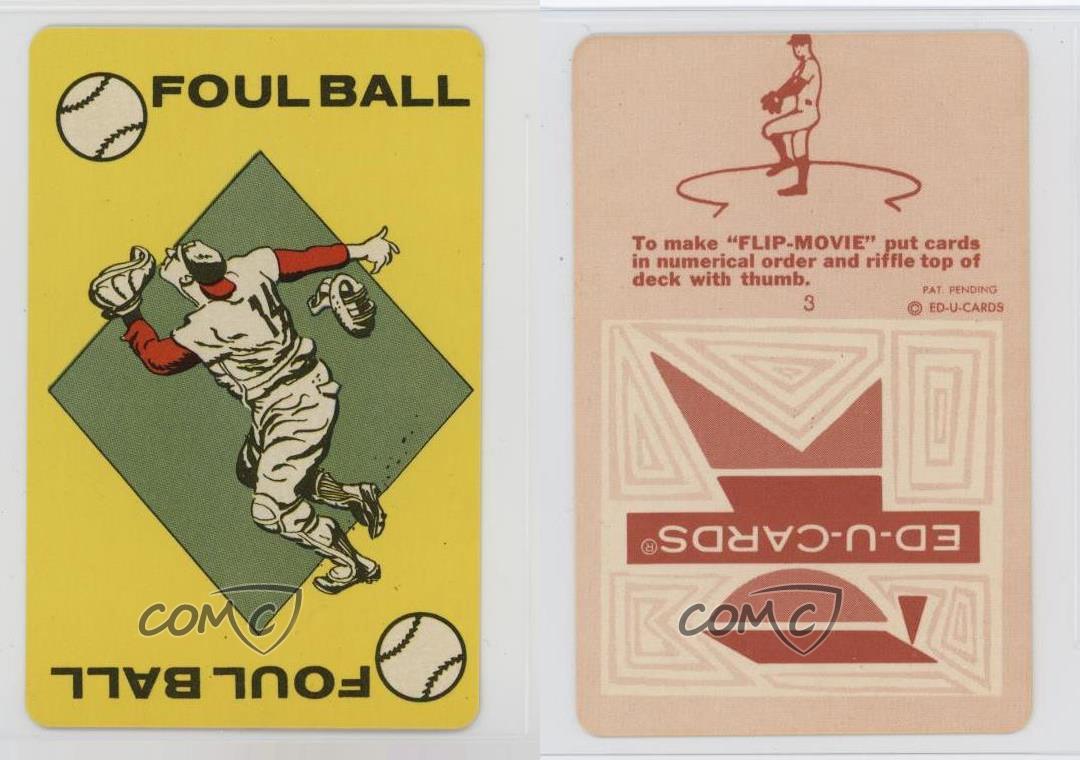 FOUL BALL
14
COMC
FOUL BALL
To make “FLIP-MOVIE” put cards
in numerical order and riffle top of
deck with thumb.
PAT. PENDING
3
© ED-U-CARDS
ED-U-CARDS®
COMC